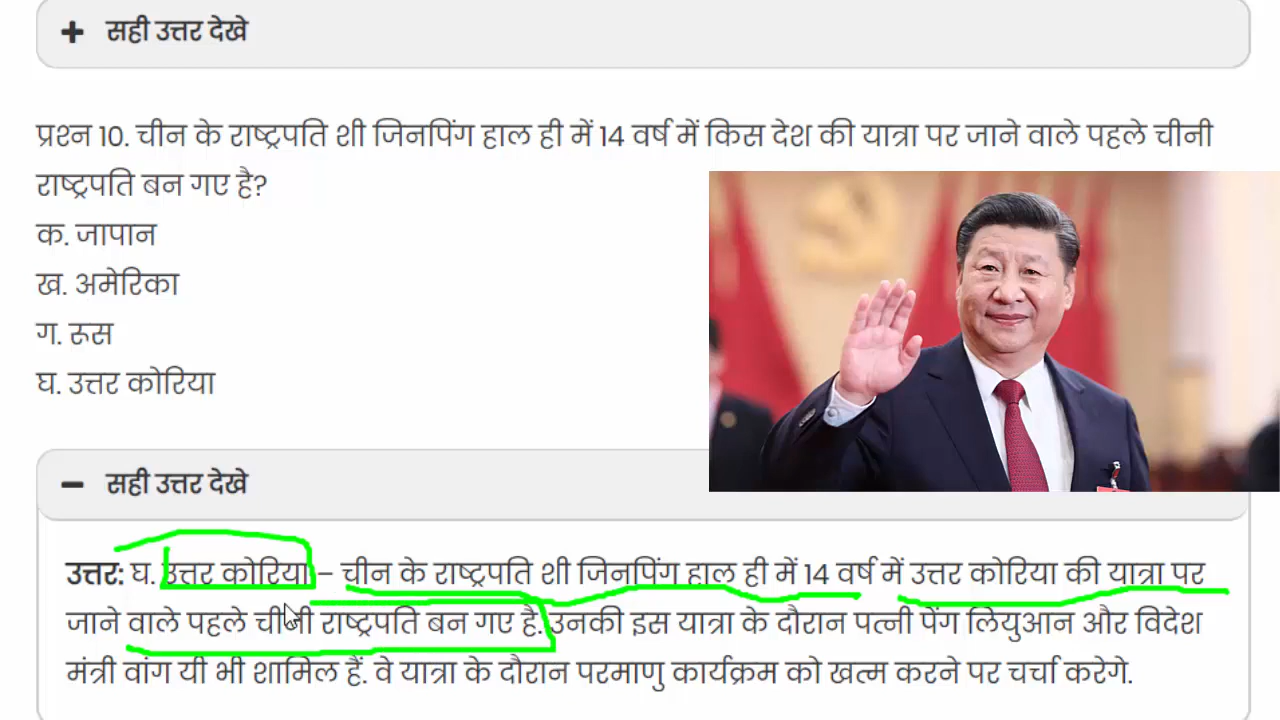 सही उत्तर देखे
प्रश्न 10. चीन के राष्ट्रपति शी जिनपिंग हाल ही में 14 वर्ष में किस देश की यात्रा पर जाने वाले पहले चीनी
राष्ट्रपति बन गए है?
क. जापान
ख. अमेरिका
ग. रूस
घ. उत्तर कोरिया
सही उत्तर देखे
उत्तर: घ. उत्तर कोरिया – चीन के राष्ट्रपति शी जिनपिंग हाल ही में 14 वर्ष में उत्तर कोरिया की यात्रा पर
जाने वाले पहले चीनी राष्ट्रपति बन गए है. उनकी इस यात्रा के दौरान पत्नी पेंग लियुआन और विदेश
मंत्री वांग यी भी शामिल हैं. वे यात्रा के दौरान परमाणु कार्यक्रम को खत्म करने पर चर्चा करेगे.